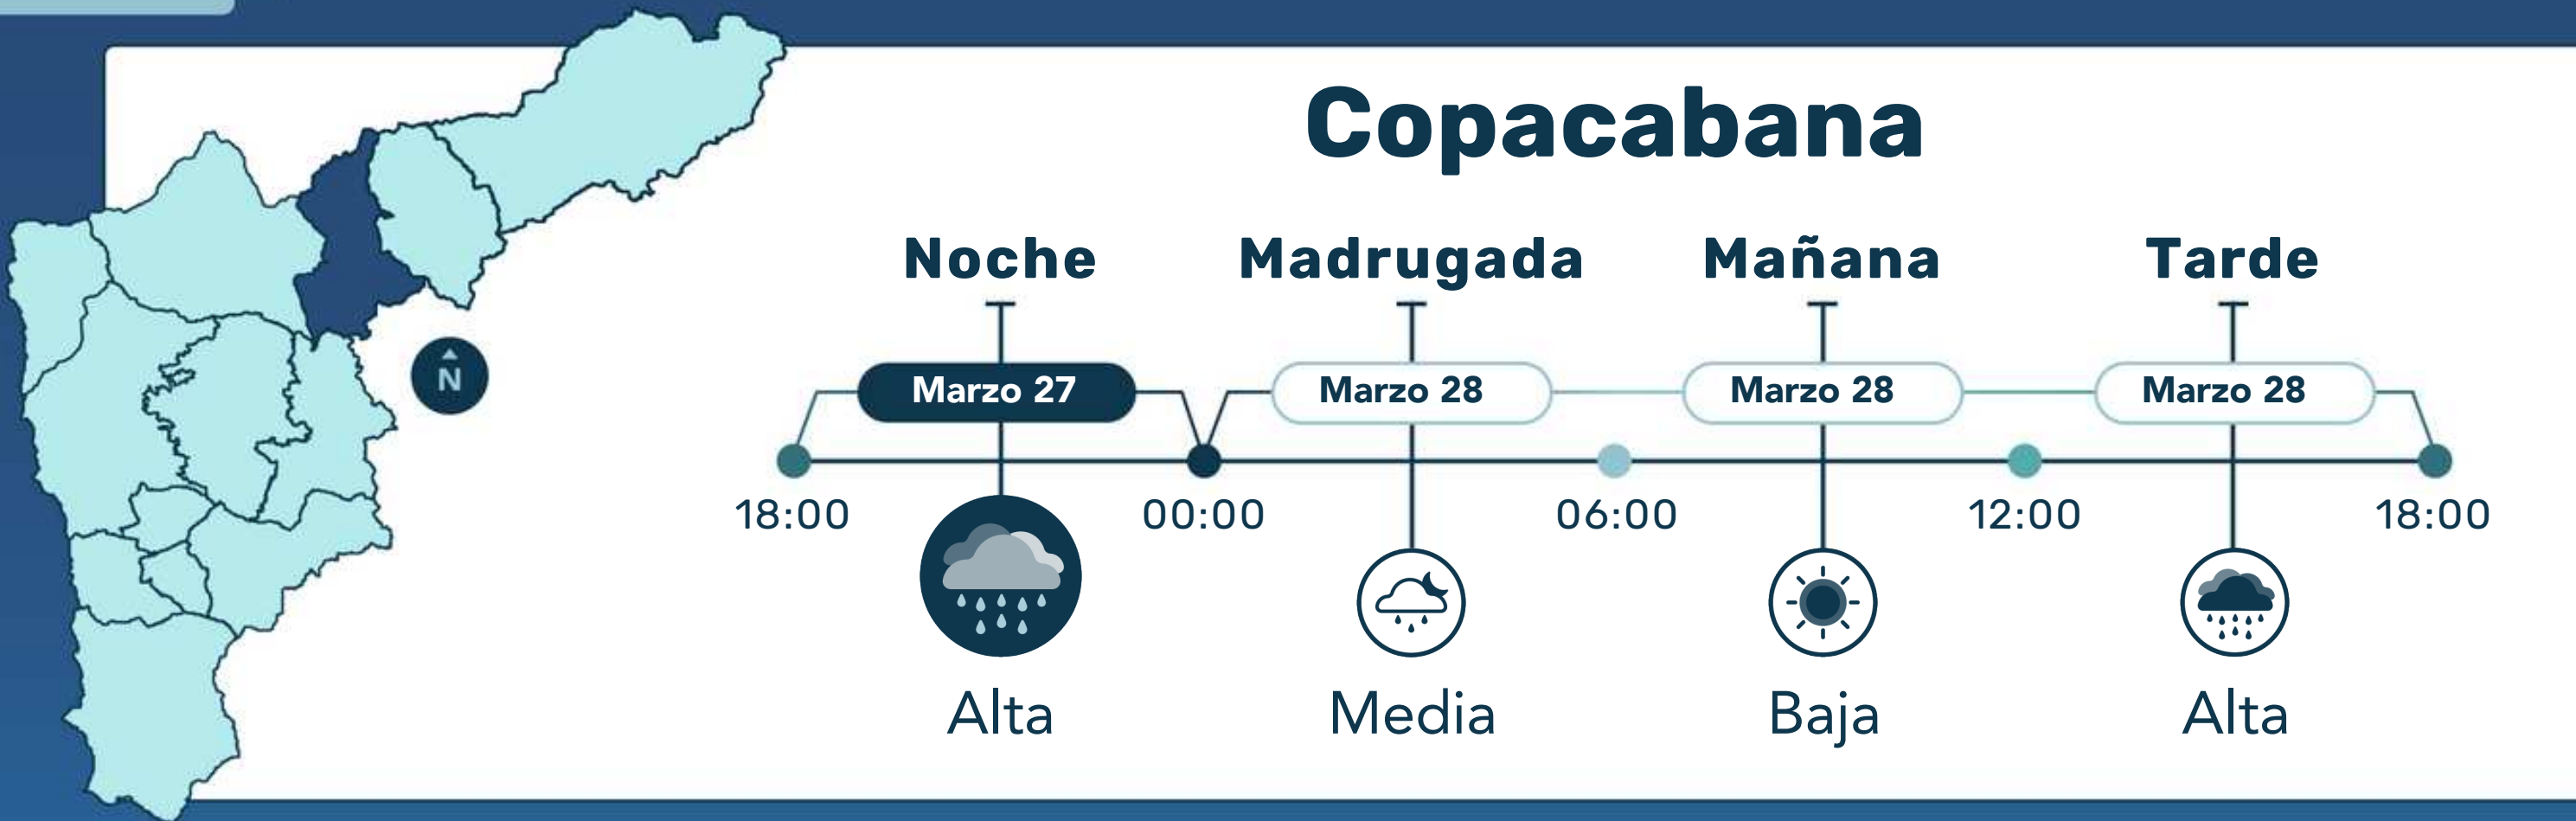 Copacabana
Noche Madrugada Mañana Tarde
N
Marzo 27 Marzo 28 Marzo 28 Marzo 28
18:00 00:00 06:00 12:00 18:00
Alta Media Baja Alta